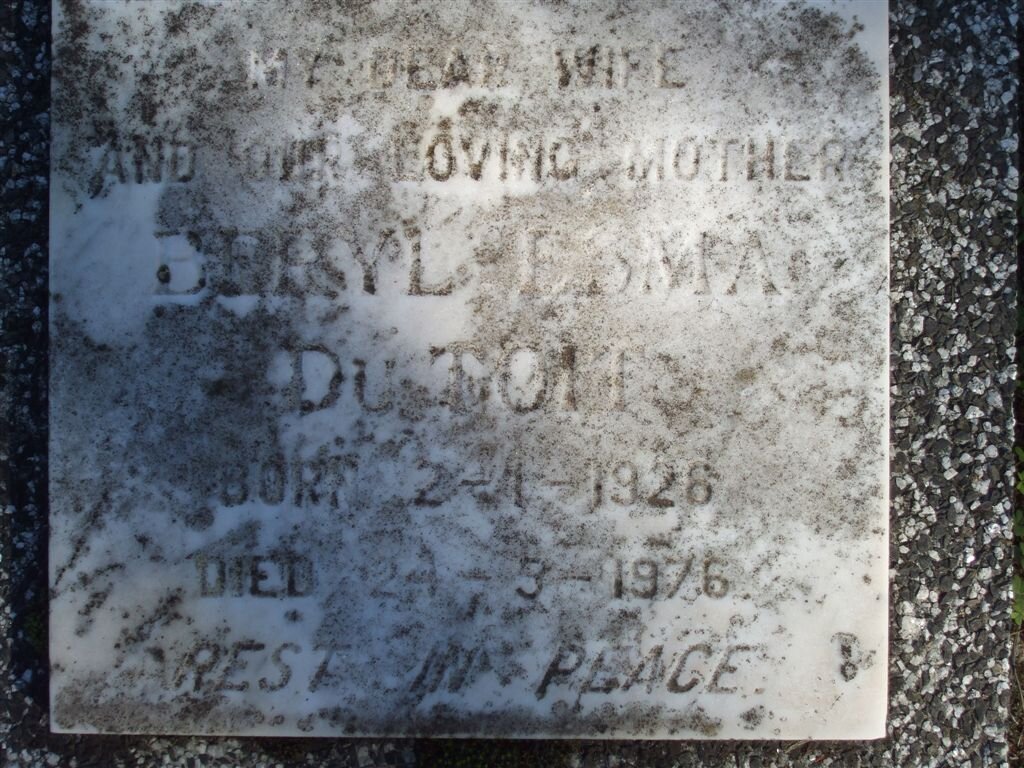 MY DEAR WIFE
AND OUR LOVING MOTHER
BERYL ESMA
Du TOIT
BORN 2-1-1926
DIED 24-3-1976
REST IN PEACE.